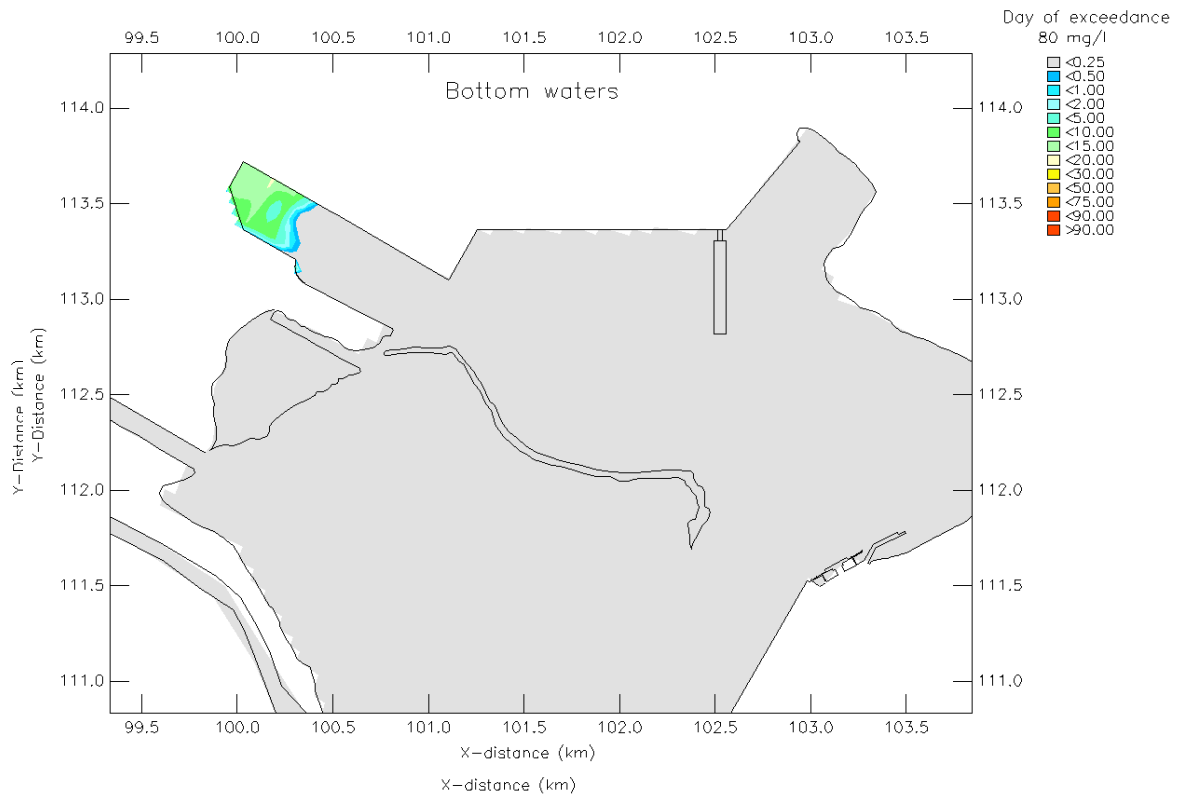 Day of exceedance
80 mg/l
99.5 100.0 100.5 101.0 101.5 102.0 102.5 103.0 103.5
<0.25
<0.50
<1.00
<2.00
<5.00
<10.00
<15.00
<20.00
<30.00
<50.00
<75.00
<90.00
>90.00
Bottom waters
114.0 114.0
113.5 113.5
113.0 113.0
112.5 112.5
112.0 112.0
111.5 111.5
111.0 111.0
Y-Distance (km)
Y-Distance (km)
99.5 100.0 100.5 101.0 101.5 102.0 102.5 103.0 103.5
X-distance (km)
X-distance (km)